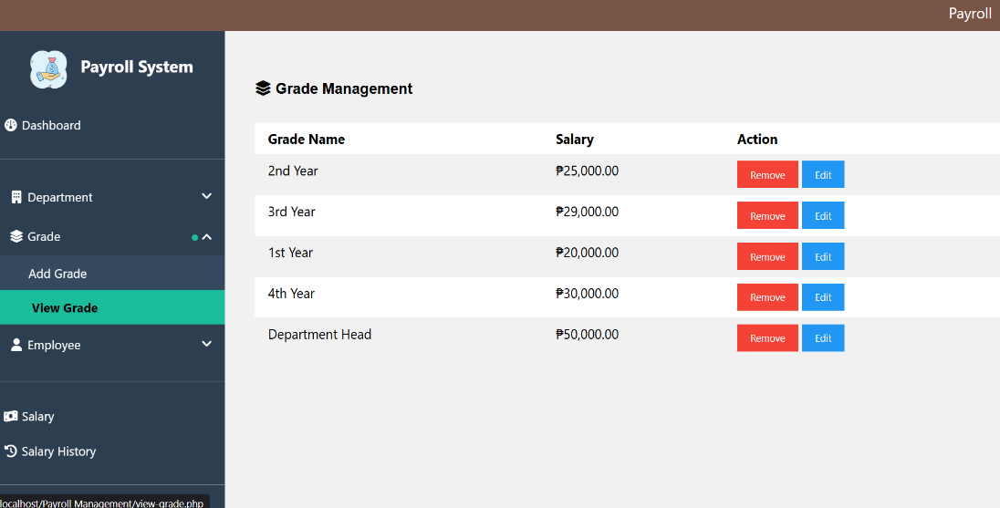 Payroll
Payroll System
Dashboard
Department
Grade
Add Grade
View Grade
Employee
Salary
Salary History
localhost/Payroll Management/view-grade.php
Grade Management
Grade Name Salary Action
2nd Year ₱25,000.00 Remove Edit
3rd Year ₱29,000.00 Remove Edit
1st Year ₱20,000.00 Remove Edit
4th Year ₱30,000.00 Remove Edit
Department Head ₱50,000.00 Remove Edit